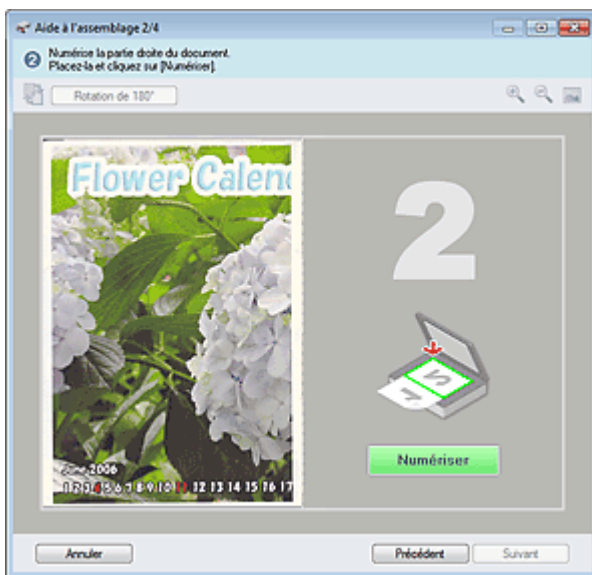 Aide à l'assemblage 2/4
2 Numérise la partie droite du document.
Placez-la et cliquez sur [Numériser].
Rotation de 180°
Flower Calen
2
Numériser
June 2006
1 2 3 4 5 6 7 8 9 10 11 12 13 14 15 16 17
Annuler
Précédent
Suivant